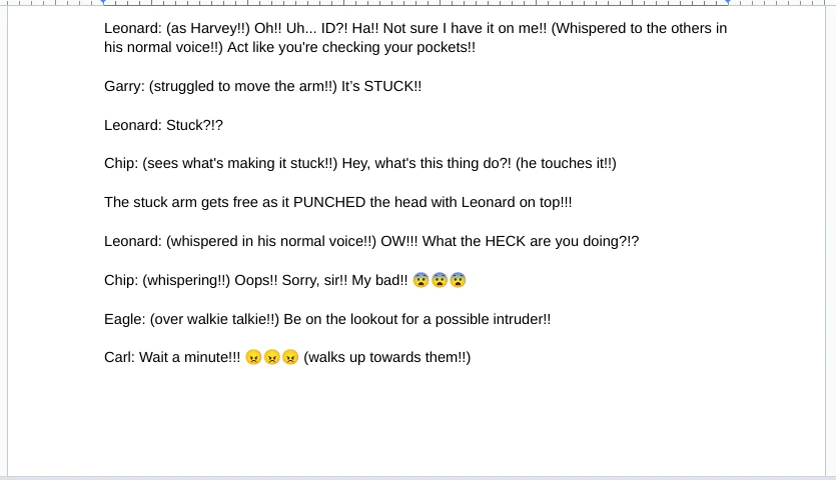 Leonard: (as Harvey!!) Oh!! Uh... ID?! Ha!! Not sure I have it on me!! (Whispered to the others in
his normal voice!!) Act like you're checking your pockets!!
Garry: (struggled to move the arm!!) It’s STUCK!!
Leonard: Stuck?!?
Chip: (sees what's making it stuck!!) Hey, what's this thing do?! (he touches it!!)
The stuck arm gets free as it PUNCHED the head with Leonard on top!!!
Leonard: (whispered in his normal voice!!) OW!!! What the HECK are you doing?!?
Chip: (whispering!!) Oops!! Sorry, sir!! My bad!! 😨😨😨
Eagle: (over walkie talkie!!) Be on the lookout for a possible intruder!!
Carl: Wait a minute!!! 😠😠😠 (walks up towards them!!)